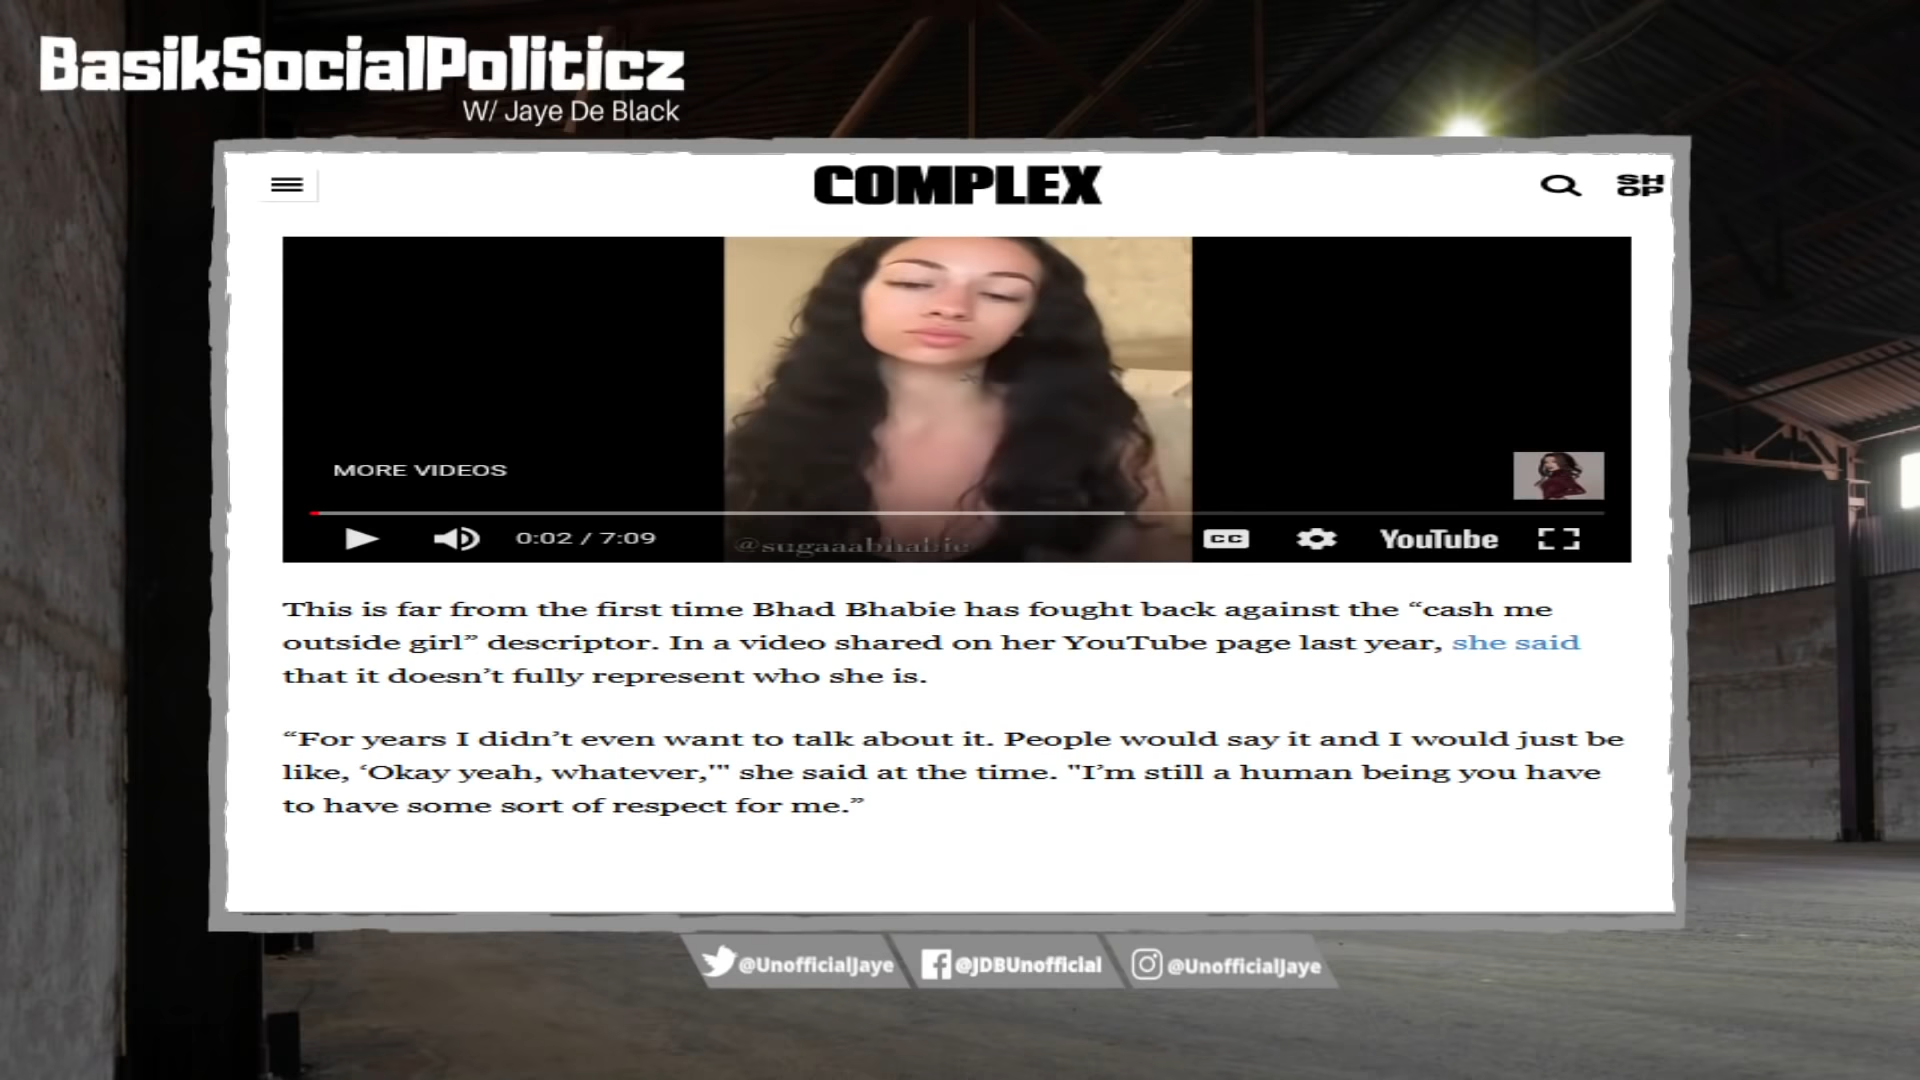 BasikSocialPoliticz
W/ Jaye De Black
COMPLEX
SH
OP
MORE VIDEOS
0:02 / 7:09
@sugaaabhabie
CC
YouTube
This is far from the first time Bhad Bhabie has fought back against the “cash me
outside girl” descriptor. In a video shared on her YouTube page last year, she said
that it doesn’t fully represent who she is.
“For years I didn’t even want to talk about it. People would say it and I would just be
like, ‘Okay yeah, whatever,'" she said at the time. "I’m still a human being you have
to have some sort of respect for me.”
@UnofficialJaye
@JDBUnofficial
@UnofficialJaye